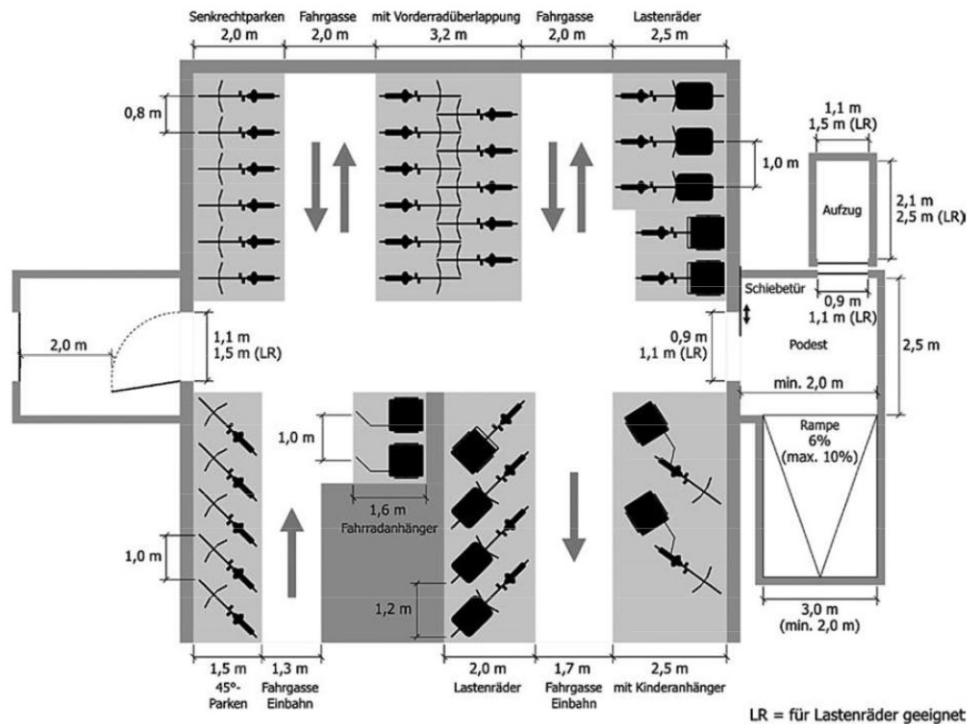 Senkrechtparken
2,0 m
Fahrgasse
2,0 m
mit Vorderradüberlappung
3,2 m
Fahrgasse
2,0 m
Lastenräder
2,5 m
0,8 m
1,0 m
1,1 m
1,5 m (LR)
Aufzug
2,1 m
2,5 m (LR)
Schiebetür
0,9 m
1,1 m (LR)
2,0 m
1,1 m
1,5 m (LR)
0,9 m
1,1 m (LR)
Podest
2,5 m
min. 2,0 m
1,0 m
Rampe
6%
(max. 10%)
1,6 m
Fahrradanhänger
1,0 m
1,2 m
3,0 m
(min. 2,0 m)
1,5 m
45°-
Parken
1,3 m
Fahrgasse
Einbahn
2,0 m
Lastenräder
1,7 m
Fahrgasse
Einbahn
2,5 m
mit Kinderanhänger
LR = für Lastenräder geeignet